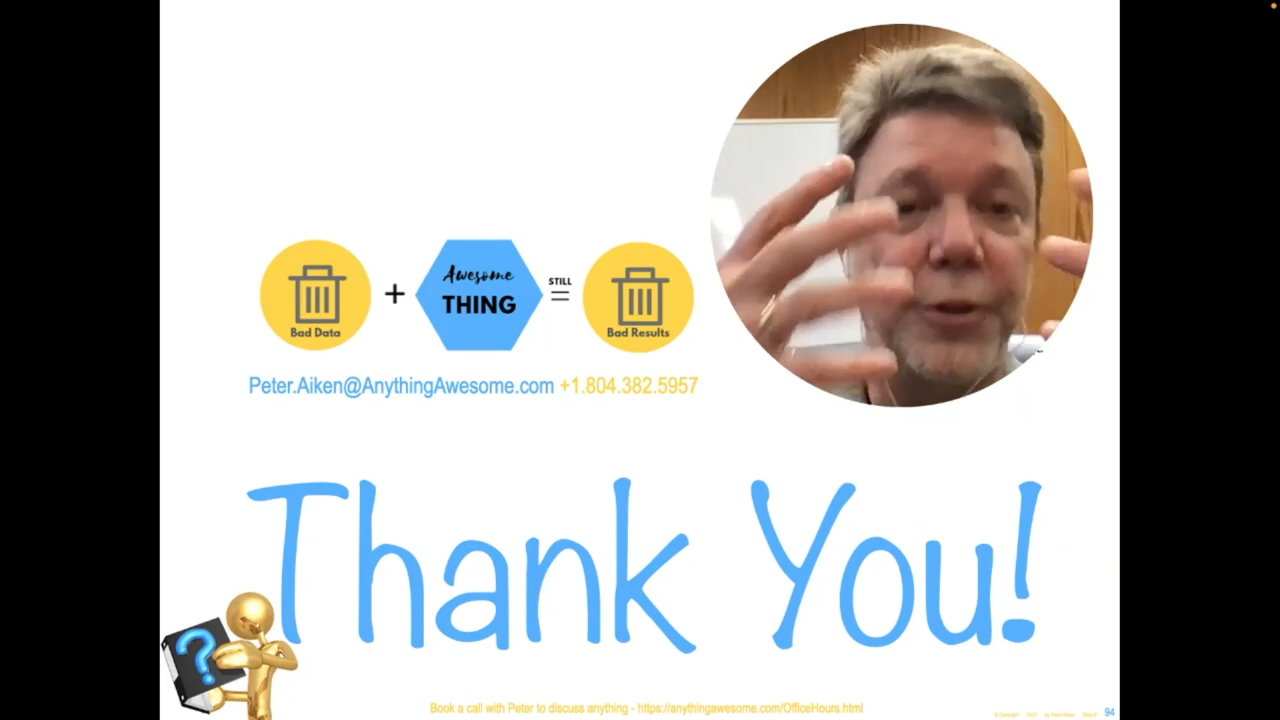 Awesome
THING
STILL
+
=
Bad Data
Bad Results
Peter.Aiken@AnythingAwesome.com +1.804.382.5957
Thank You!
?
Book a call with Peter to discuss anything - https://anythingawesome.com/OfficeHours.html
94